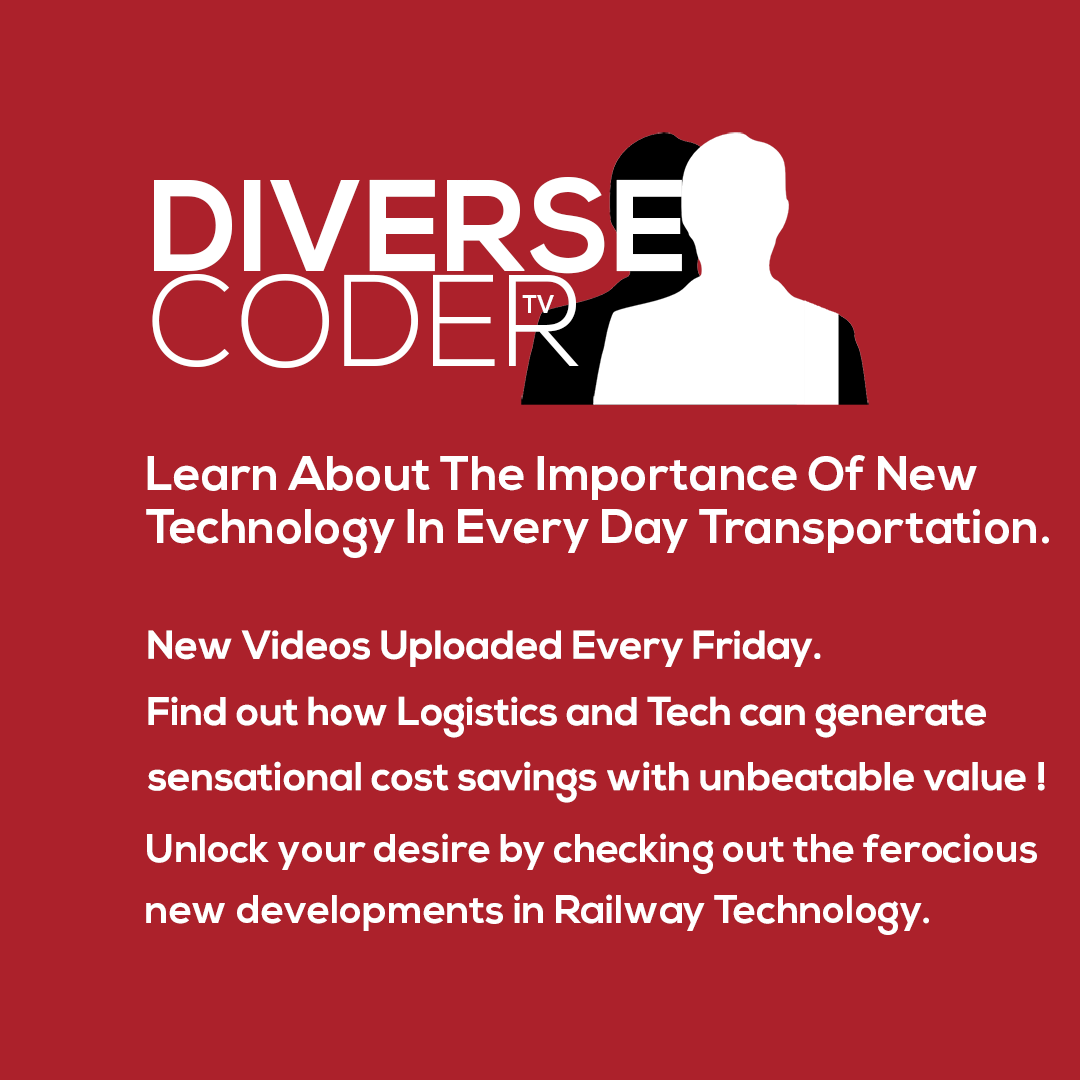 DIVERSE
CODER TV
Learn About The Importance Of New
Technology In Every Day Transportation.
New Videos Uploaded Every Friday.
Find out how Logistics and Tech can generate
sensational cost savings with unbeatable value !
Unlock your desire by checking out the ferocious
new developments in Railway Technology.